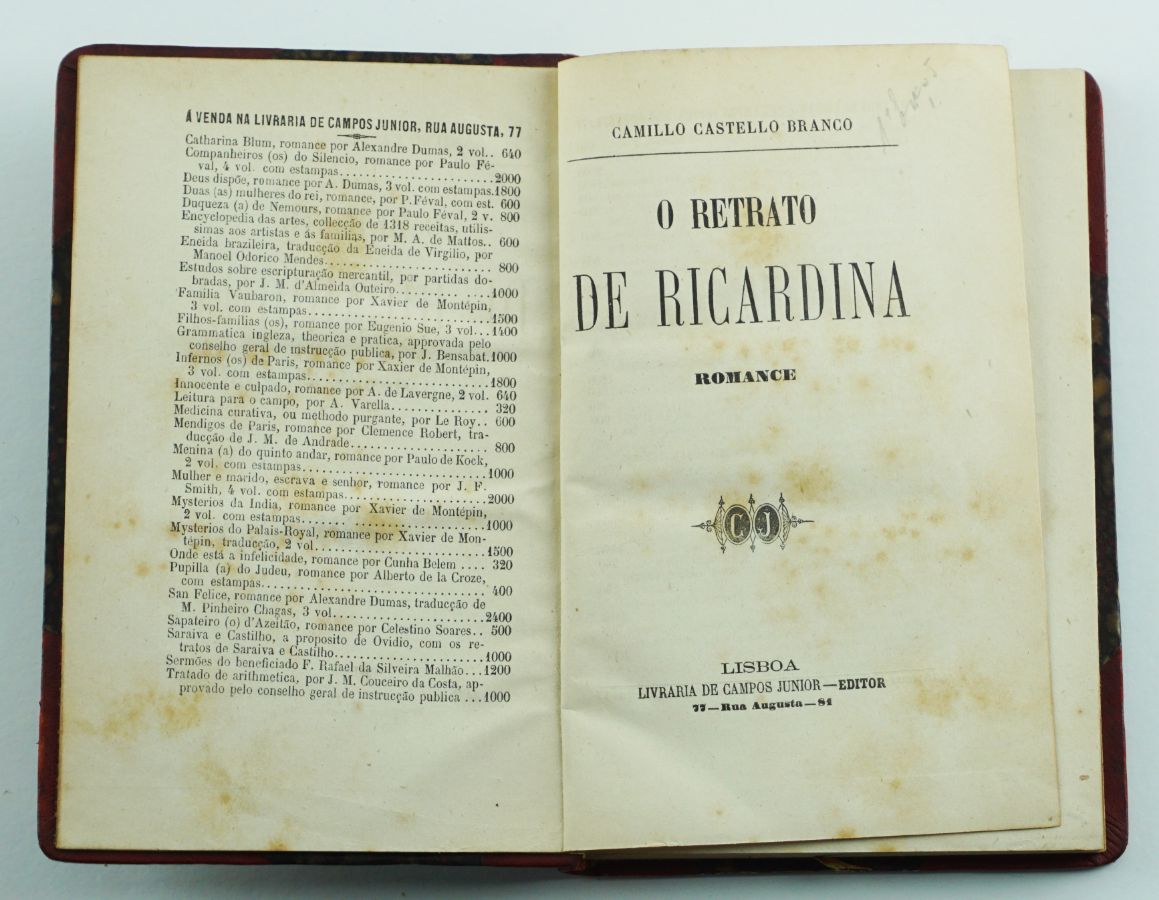 Á VENDA NA LIVRARIA DE CAMPOS JUNIOR, RUA AUGUSTA, 77
Catharina Blum, romance por Alexandre Dumas, 2 vol.. 640
Companheiros (os) do Silencio, romance por Paulo Fé-
val, 4 vol. com estampas....................2000
Deus dispõe, romance por A. Dumas, 3 vol. com estampas.1800
Duas (as) mulheres do rei, romance, por P. Féval, com est. 600
Duqueza (a) de Nemours, romance por Paulo Féval, 2 v. 800
Encyclopedia das artes, collecção de 1318 receitas, utilis-
simas aos artistas e ás familias, por M. A. de Mattos.. 600
Eneida brazileira, traducção da Eneida de Virgilio, por
Manoel Odorico Mendes.................... 800
Estudos sobre escripturação mercantil, por partidas do-
bradas, por J. M. d'Almeida Outeiro.......... ....1000
Familia Vaubaron, romance por Xavier de Montépin,
3 vol. com estampas....................1500
Filhos-familias (os), romance por Eugenio Sue, 3 vol...1400
Grammatica ingleza, theorica e pratica, approvada pelo
conselho geral de instrucção publica, por J. Bensabat.1000
Infernos (os) de Paris, romance por Xaxier de Montépin,
3 vol. com estampas....................1800
Innocente e culpado, romance por A. de Lavergne, 2 vol. 640
Leitura para o campo, por A. Varella.............. 320
Medicina curativa, ou methodo purgante, por Le Roy.. 600
Mendigos de Paris, romance por Clemence Robert, tra-
ducção de J. M. de Andrade.................... 800
Menina (a) do quinto andar, romance por Paulo de Kock,
2 vol. com estampas....................1000
Mulher e marido, escrava e senhor, romance por J. F.
Smith, 4 vol. com estampas....................2000
Mysterios da India, romance por Xavier de Montépin,
2 vol. com estampas....................1000
Mysterios do Palais-Royal, romance por Xavier de Mon-
tépin, traducção, 2 vol....................1500
Onde está a infelicidade, romance por Cunha Belem .... 320
Pupilla (a) do Judeu, romance por Alberto de la Croze,
com estampas.................... 400
San Felice, romance por Alexandre Dumas, traducção de
M. Pinheiro Chagas, 3 vol....................2400
Sapateiro (o) d'Azeitão, romance por Celestino Soares.. 500
Saraiva e Castilho, a proposito de Ovidio, com os re-
tratos de Saraiva e Castilho....................1000
Sermões do beneficiado F. Rafael da Silveira Malhão...1200
Tratado de arithmetica, por J. M. Couceiro da Costa, ap-
provado pelo conselho geral de instrucção publica ...1000
CAMILLO CASTELLO BRANCO
O RETRATO
DE RICARDINA
ROMANCE
C J
LISBOA
LIVRARIA DE CAMPOS JUNIOR—EDITOR
77—Rua Augusta—81